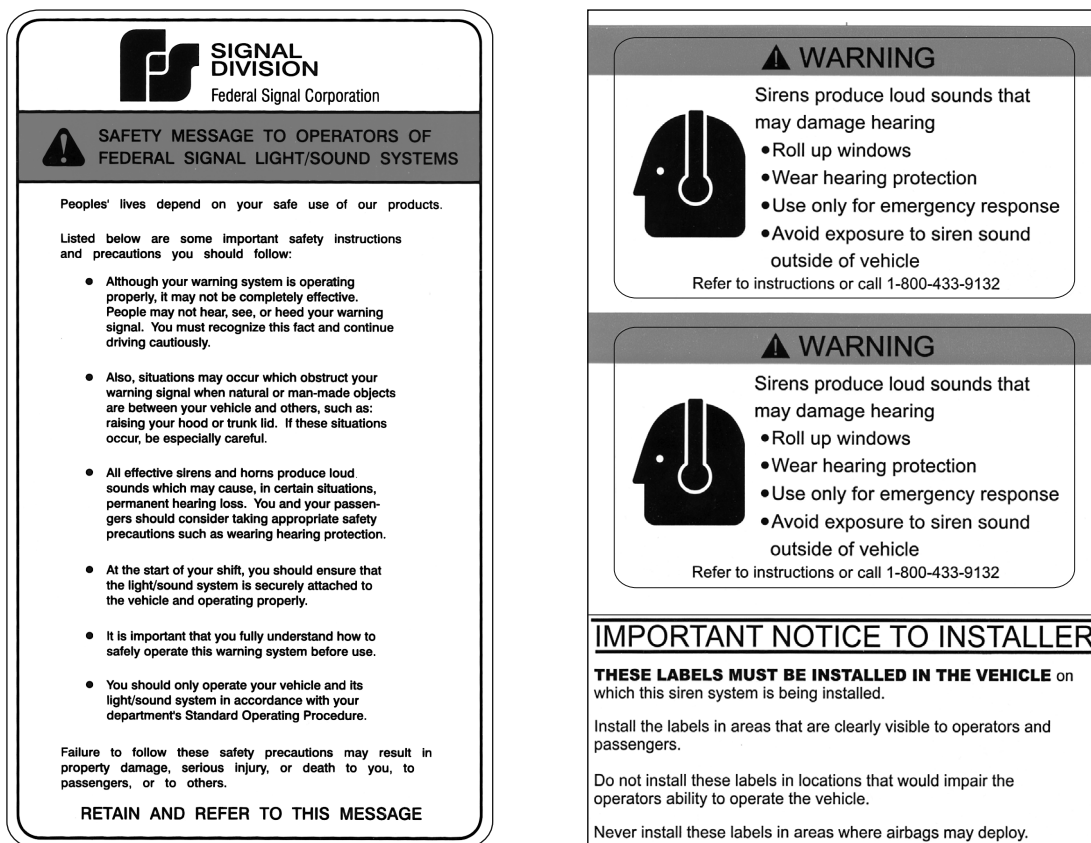 SIGNAL
DIVISION
Federal Signal Corporation
SAFETY MESSAGE TO OPERATORS OF
FEDERAL SIGNAL LIGHT/SOUND SYSTEMS
Peoples' lives depend on your safe use of our products.
Listed below are some important safety instructions
and precautions you should follow:
● Although your warning system is operating
properly, it may not be completely effective.
People may not hear, see, or heed your warning
signal. You must recognize this fact and continue
driving cautiously.
● Also, situations may occur which obstruct your
warning signal when natural or man-made objects
are between your vehicle and others, such as:
raising your hood or trunk lid. If these situations
occur, be especially careful.
● All effective sirens and horns produce loud
sounds which may cause, in certain situations,
permanent hearing loss. You and your passen-
gers should consider taking appropriate safety
precautions such as wearing hearing protection.
● At the start of your shift, you should ensure that
the light/sound system is securely attached to
the vehicle and operating properly.
● It is important that you fully understand how to
safely operate this warning system before use.
● You should only operate your vehicle and its
light/sound system in accordance with your
department's Standard Operating Procedure.
Failure to follow these safety precautions may result in
property damage, serious injury, or death to you, to
passengers, or to others.
RETAIN AND REFER TO THIS MESSAGE
WARNING
Sirens produce loud sounds that
may damage hearing
●Roll up windows
●Wear hearing protection
●Use only for emergency response
●Avoid exposure to siren sound
outside of vehicle
Refer to instructions or call 1-800-433-9132
WARNING
Sirens produce loud sounds that
may damage hearing
●Roll up windows
●Wear hearing protection
●Use only for emergency response
●Avoid exposure to siren sound
outside of vehicle
Refer to instructions or call 1-800-433-9132
IMPORTANT NOTICE TO INSTALLER
THESE LABELS MUST BE INSTALLED IN THE VEHICLE on
which this siren system is being installed.
Install the labels in areas that are clearly visible to operators and
passengers.
Do not install these labels in locations that would impair the
operators ability to operate the vehicle.
Never install these labels in areas where airbags may deploy.